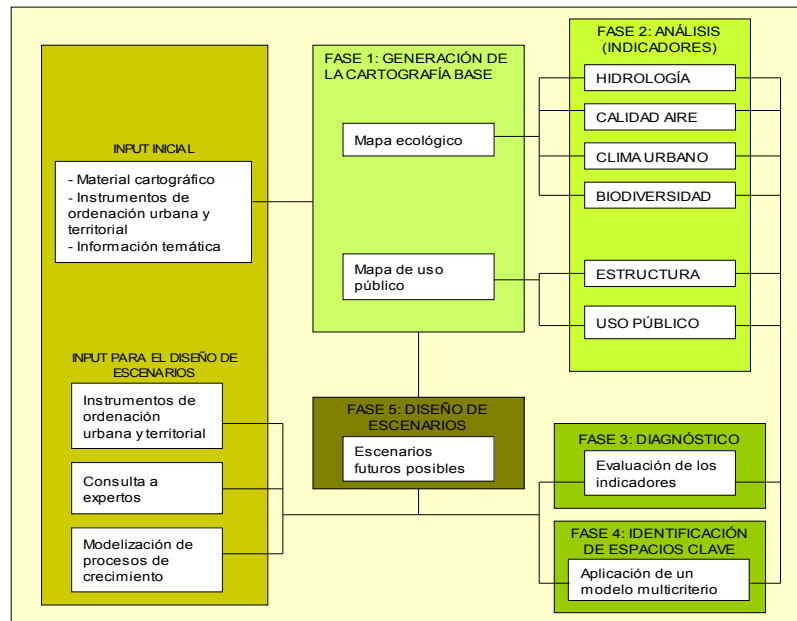 INPUT INICIAL
- Material cartográfico
- Instrumentos de
ordenación urbana y
territorial
- Información temática
INPUT PARA EL DISEÑO DE
ESCENARIOS
Instrumentos de
ordenación
urbana y territorial
Consulta a
expertos
Modelización de
procesos de
crecimiento
FASE 1: GENERACIÓN DE
LA CARTOGRAFÍA BASE
Mapa ecológico
Mapa de uso
público
FASE 2: ANÁLISIS
(INDICADORES)
HIDROLOGÍA
CALIDAD AIRE
CLIMA URBANO
BIODIVERSIDAD
ESTRUCTURA
USO PÚBLICO
FASE 5: DISEÑO DE
ESCENARIOS
Escenarios
futuros posibles
FASE 3: DIAGNÓSTICO
Evaluación de los
indicadores
FASE 4: IDENTIFICACIÓN
DE ESPACIOS CLAVE
Aplicación de un
modelo multicriterio